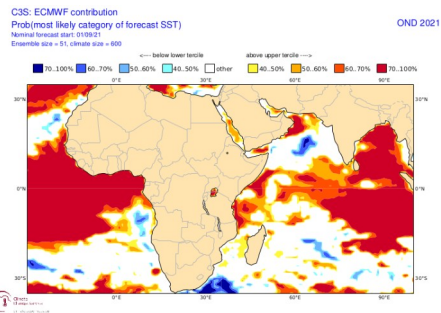 C3S: ECMWF contribution
Prob(most likely category of forecast SST)
OND 2021
Nominal forecast start: 01/09/21
Ensemble size = 51, climate size = 600
<---- below lower tercile above upper tercile ---->
70..100% 60..70% 50..60% 40..50% other 40..50% 50..60% 60..70% 70..100%
0°E 30°E 60°E 90°E
30°N 30°N
0°N 0°N
30°S 30°S
0°E 30°E 60°E 90°E